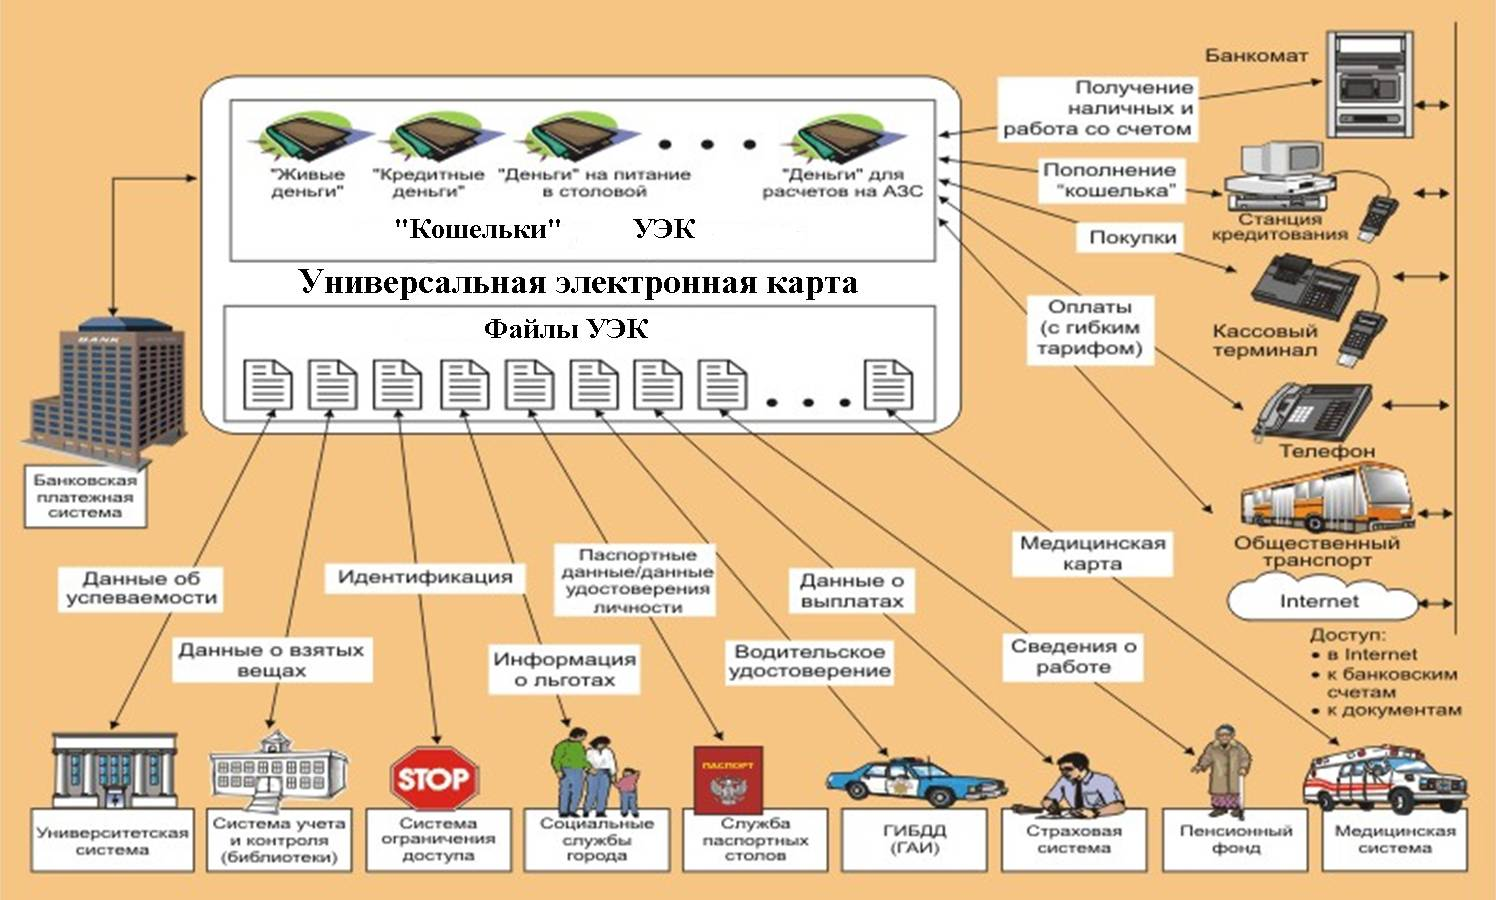 Банкомат
Получение
наличных и
работа со счетом
"Живые
деньги"
"Кредитные
деньги"
"Деньги" на питание
в столовой
"Деньги" для
расчетов на АЗС
"Кошельки" УЭК
Пополнение
"кошелька"
Станция
кредитования
Покупки
Универсальная электронная карта
Файлы УЭК
Оплаты
(с гибким
тарифом)
Кассовый
терминал
BANK
Телефон
Банковская
платежная
система
Общественный
транспорт
Internet
Доступ:
• в Internet
• к банковским
счетам
• к документам
Данные об
успеваемости
Данные о взятых
вещах
Идентификация
Информация
о льготах
Паспортные
данные/данные
удостоверения
личности
Водительское
удостоверение
Данные о
выплатах
Сведения о
работе
Медицинская
карта
STOP
ПАСПОРТ
Университетская
система
Система учета
и контроля
(библиотеки)
Система
ограничения
доступа
Социальные
службы
города
Служба
паспортных
столов
ГИБДД
(ГАИ)
Страховая
система
Пенсионный
фонд
Медицинская
система